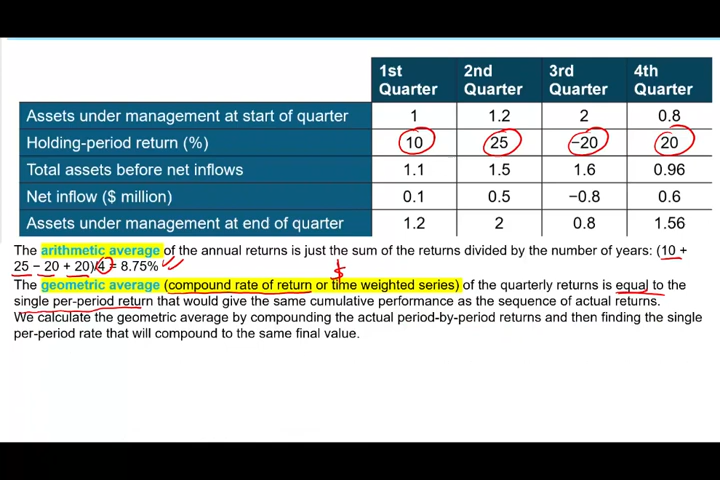 1st Quarter 2nd Quarter 3rd Quarter 4th Quarter
Assets under management at start of quarter 1 1.2 2 0.8
Holding-period return (%) 10 25 −20 20
Total assets before net inflows 1.1 1.5 1.6 0.96
Net inflow ($ million) 0.1 0.5 −0.8 0.6
Assets under management at end of quarter 1.2 2 0.8 1.56
The arithmetic average of the annual returns is just the sum of the returns divided by the number of years: (10 +
25 − 20 + 20)/4 = 8.75%
$
The geometric average (compound rate of return or time weighted series) of the quarterly returns is equal to the
single per-period return that would give the same cumulative performance as the sequence of actual returns.
We calculate the geometric average by compounding the actual period-by-period returns and then finding the single
per-period rate that will compound to the same final value.